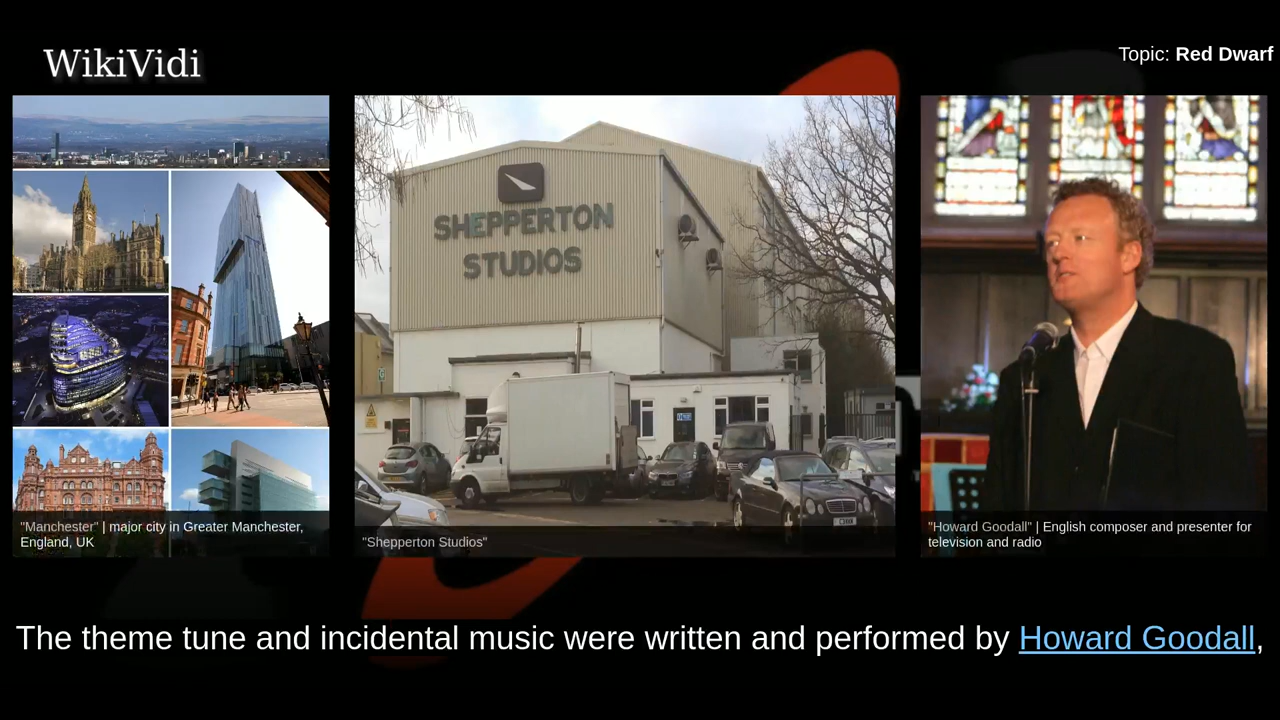 WikiVidi
Topic: Red Dwarf
SHEPPERTON
STUDIOS
"Manchester" | major city in Greater Manchester,
England, UK
"Shepperton Studios"
"Howard Goodall" | English composer and presenter for
television and radio
The theme tune and incidental music were written and performed by Howard Goodall,